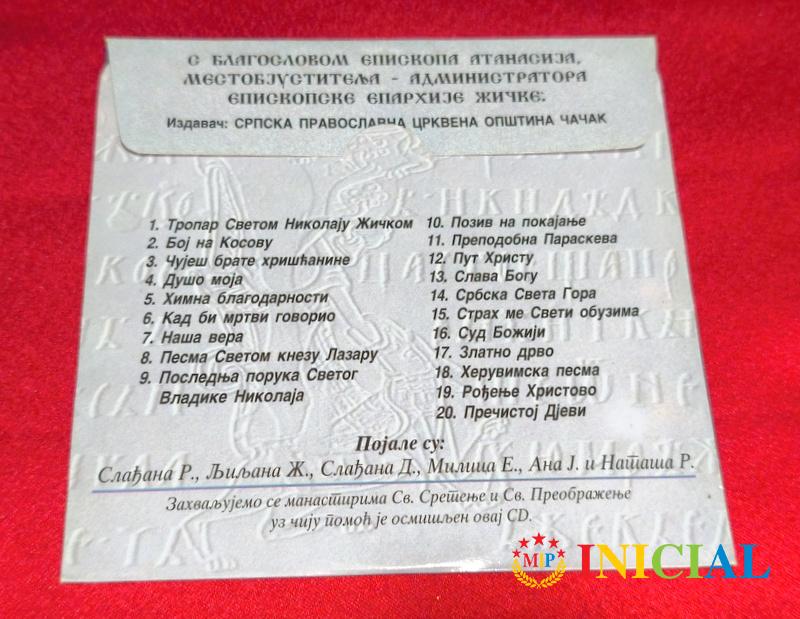 С БЛАГОСЛОВОМ ЕПИСКОПА АТАНАСИЈА,
МЕСТОБЈУСТИТЕЉА - АДМИНИСТРАТОРА
ЕПИСКОПСКЕ ЕПАРХИЈЕ ЖИЧКЕ.
Издавач: СРПСКА ПРАВОСЛАВНА ЦРКВЕНА ОПШТИНА ЧАЧАК
1. Тропар Светом Николају Жичком
2. Бој на Косову
3. Чујеш брате хришћанине
4. Душо моја
5. Химна благодарности
6. Кад би мртви говорио
7. Наша вера
8. Песма Светом кнезу Лазару
9. Последња порука Светог
Владике Николаја
10. Позив на покајање
11. Преподобна Параскева
12. Пут Христу
13. Слава Богу
14. Србска Света Гора
15. Страх ме Свети обузима
16. Суд Божији
17. Златно дрво
18. Херувимска песма
19. Рођење Христово
20. Пречистој Дјеви
Појале су:
Слађана Р., Љиљана Ж., Слађана Д., Милица Е., Ана Ј. и Наташа Р.
Захваљујемо се манастирима Св. Сретење и Св. Преображење
уз чију помоћ је осмишљен овај CD.
MIP INICIAL